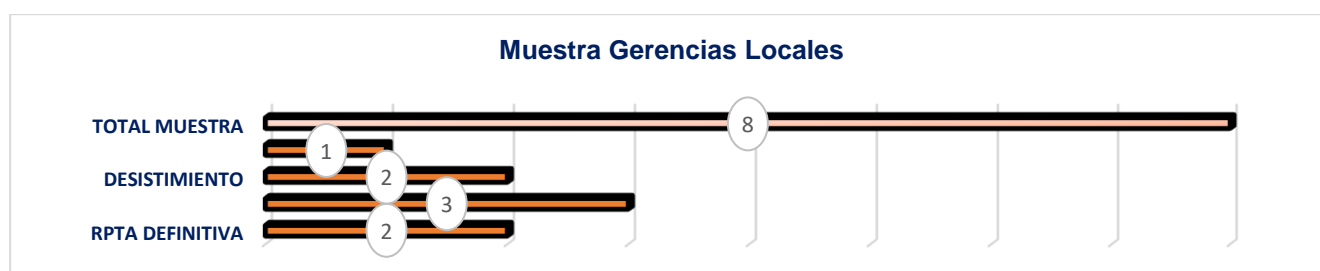 Muestra Gerencias Locales
TOTAL MUESTRA 8
1
DESISTIMIENTO 2
3
RPTA DEFINITIVA 2